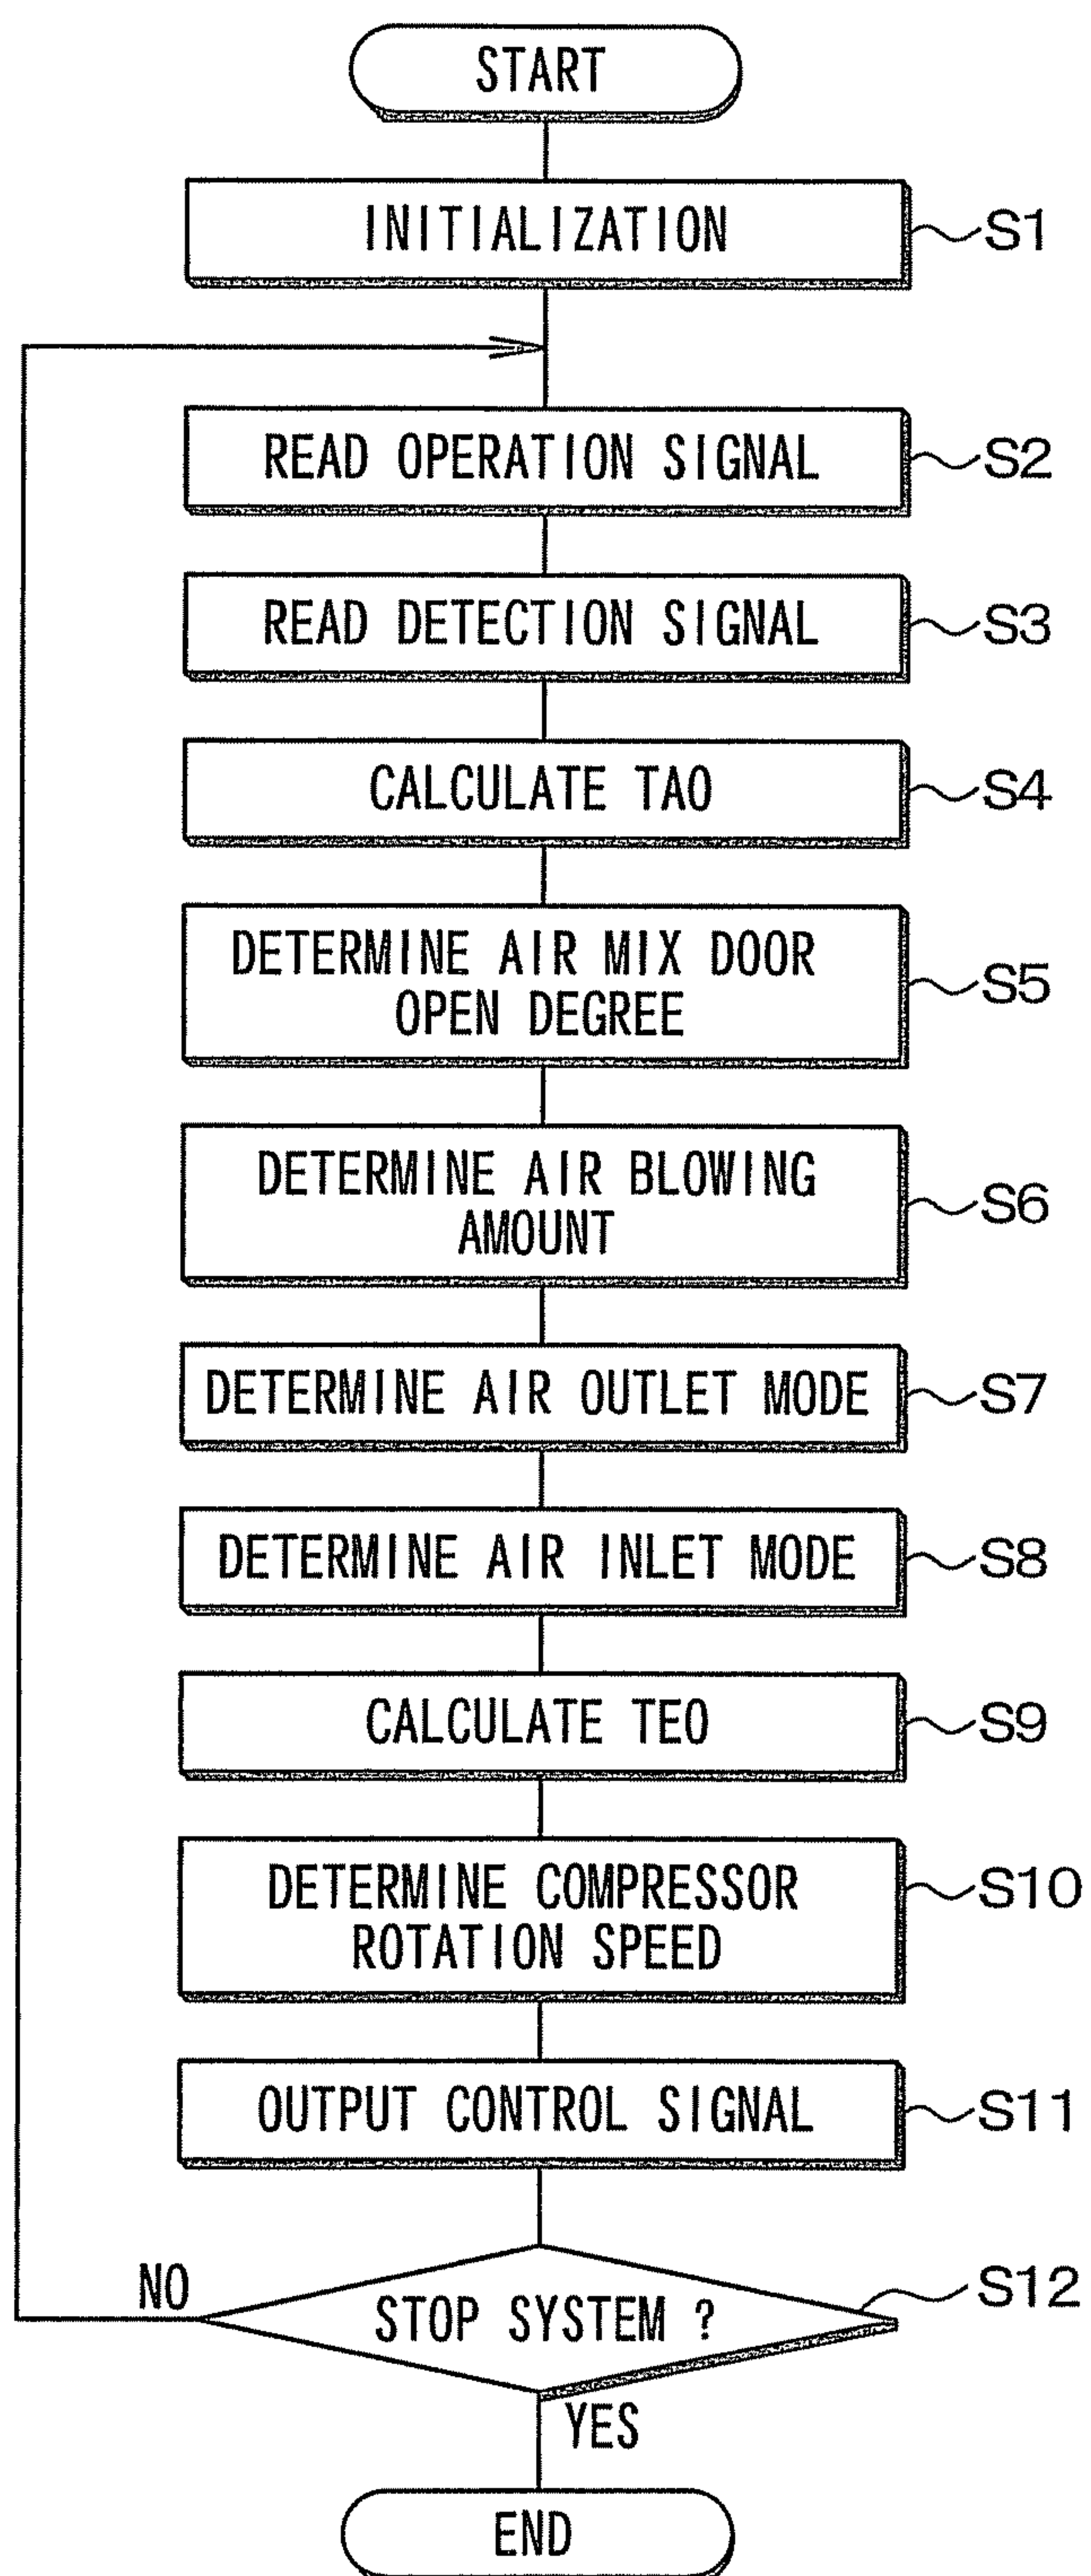 START
INITIALIZATION
S1
READ OPERATION SIGNAL
S2
READ DETECTION SIGNAL
S3
CALCULATE TAO
S4
DETERMINE AIR MIX DOOR
OPEN DEGREE
S5
DETERMINE AIR BLOWING
AMOUNT
S6
DETERMINE AIR OUTLET MODE
S7
DETERMINE AIR INLET MODE
S8
CALCULATE TEO
S9
DETERMINE COMPRESSOR
ROTATION SPEED
S10
OUTPUT CONTROL SIGNAL
S11
NO
STOP SYSTEM ?
S12
YES
END